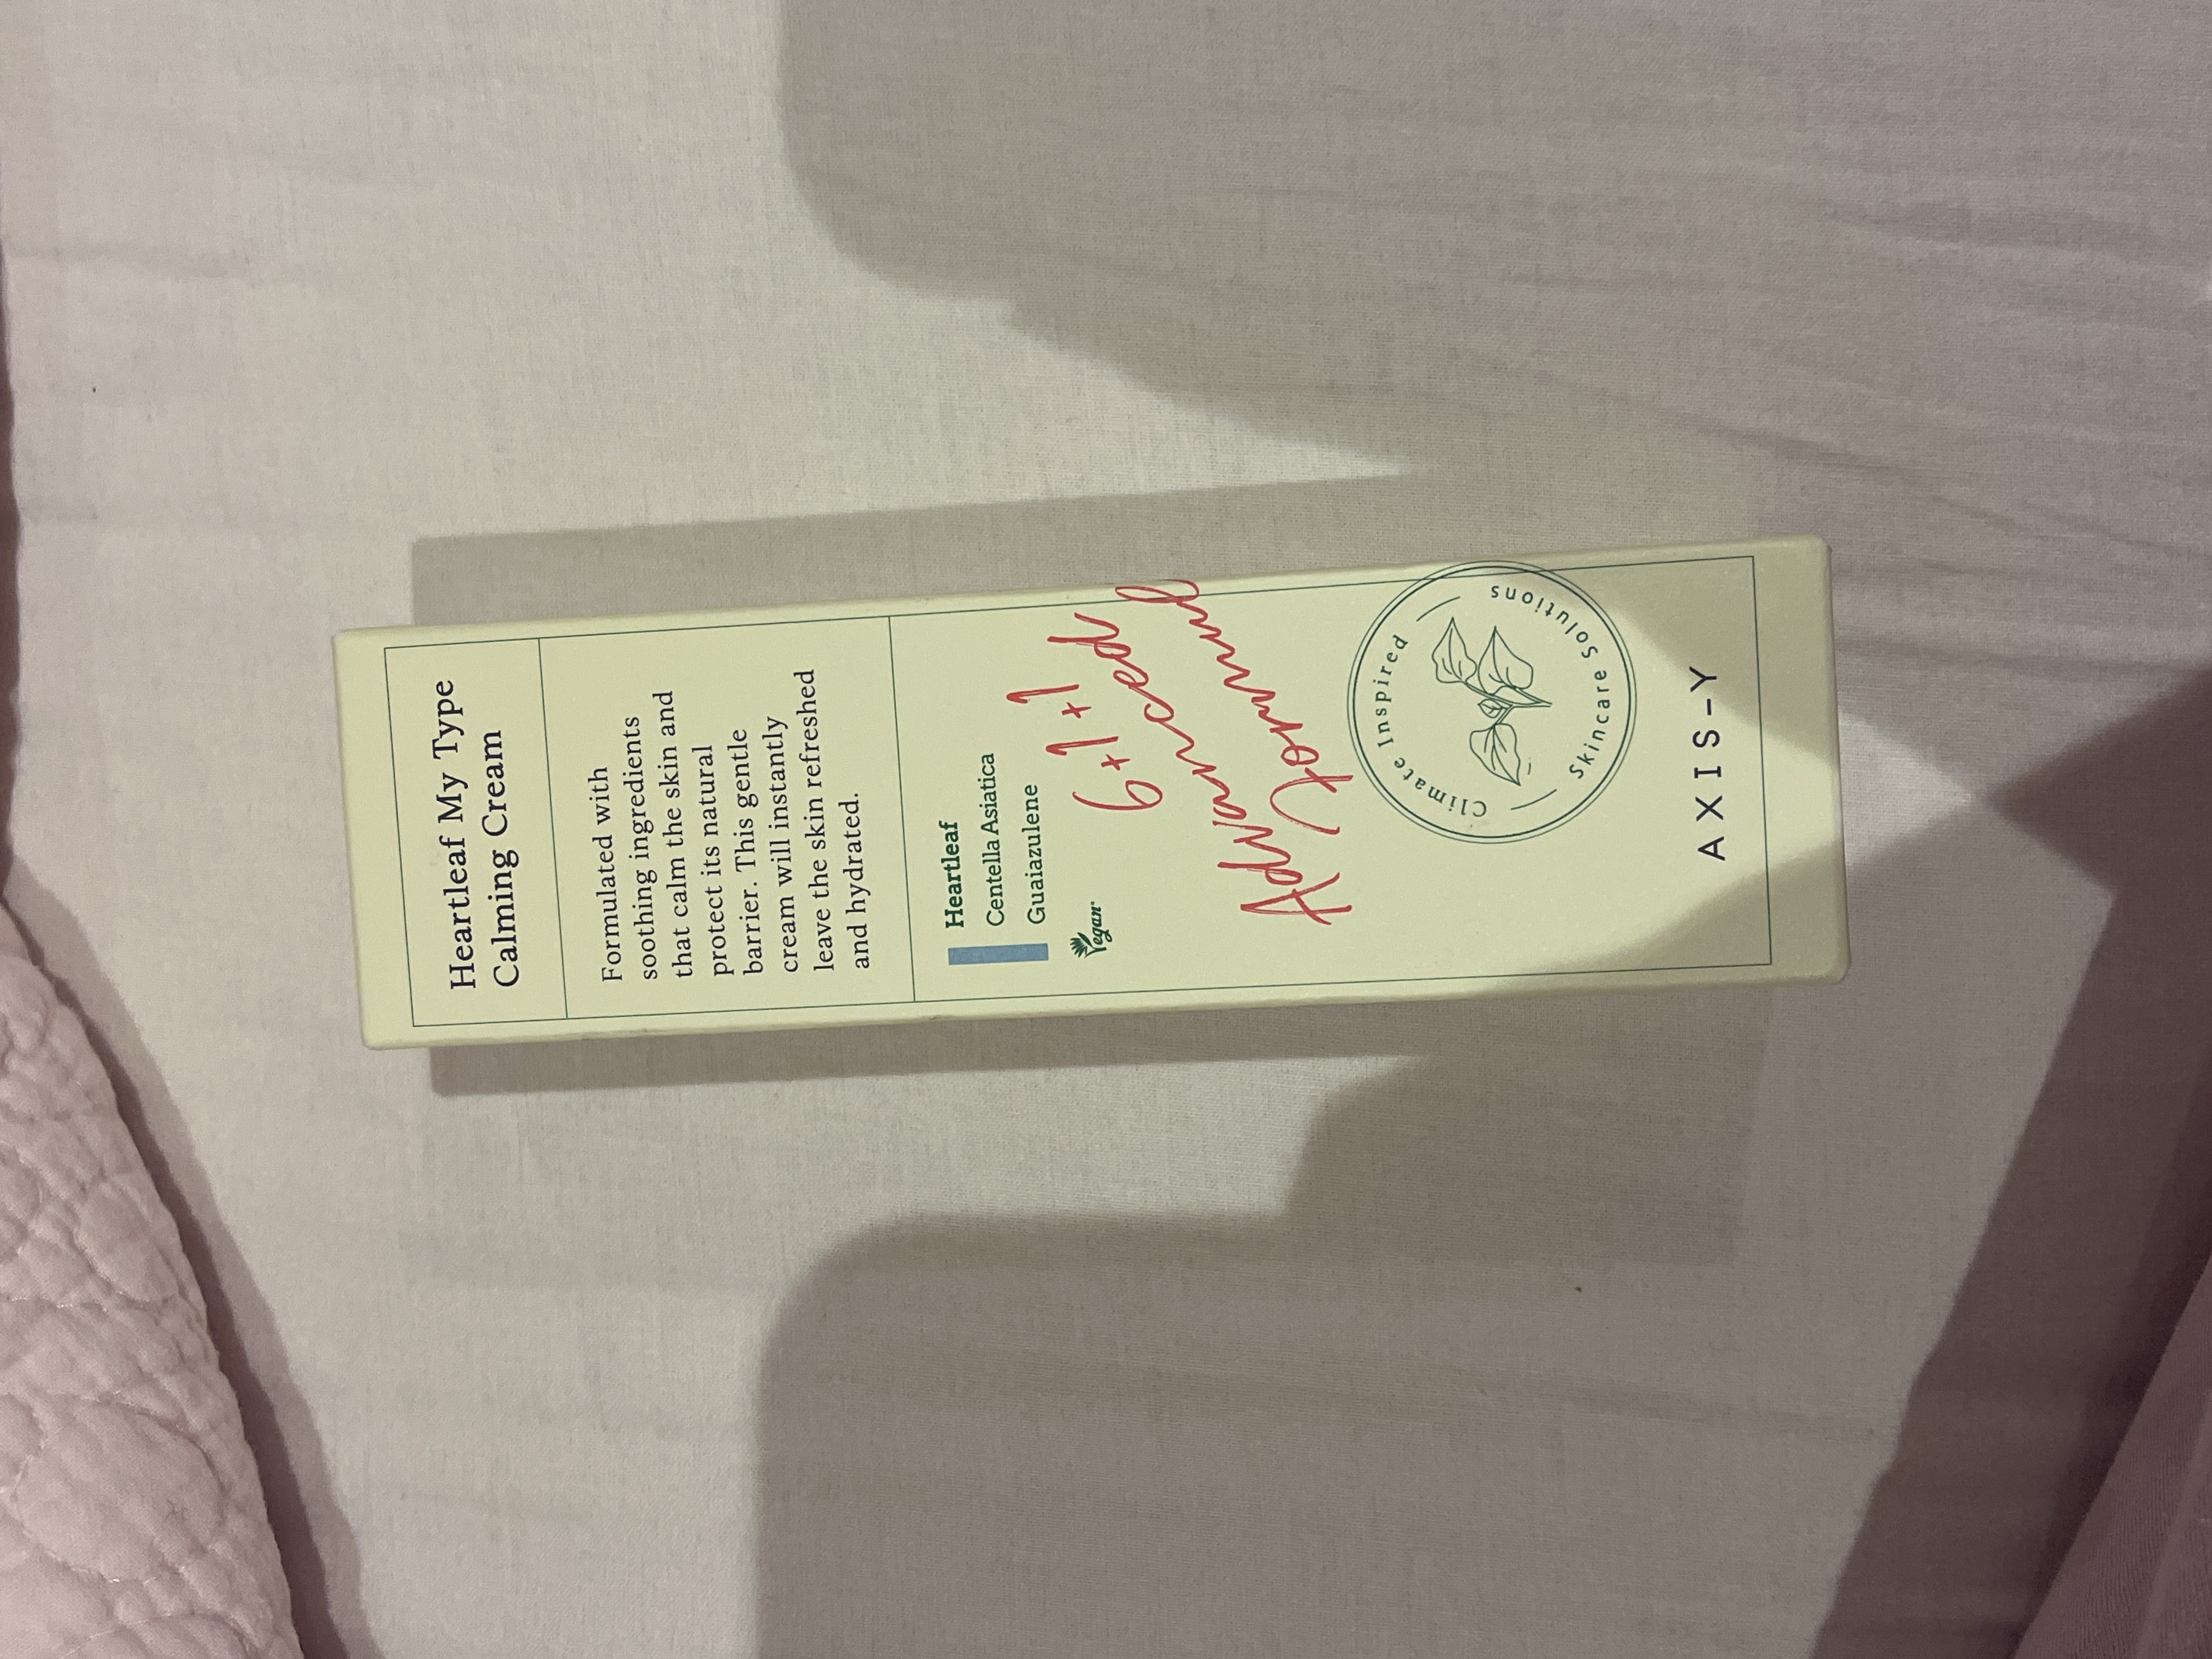 Heartleaf My Type
Calming Cream
Formulated with
soothing ingredients
that calm the skin and
protect its natural
barrier. This gentle
cream will instantly
leave the skin refreshed
and hydrated.
Heartleaf
Centella Asiatica
Guaiazulene
Vegan
6+1+1
Advanced
Formula
Climate Inspired
Skincare Solutions
AXIS-Y